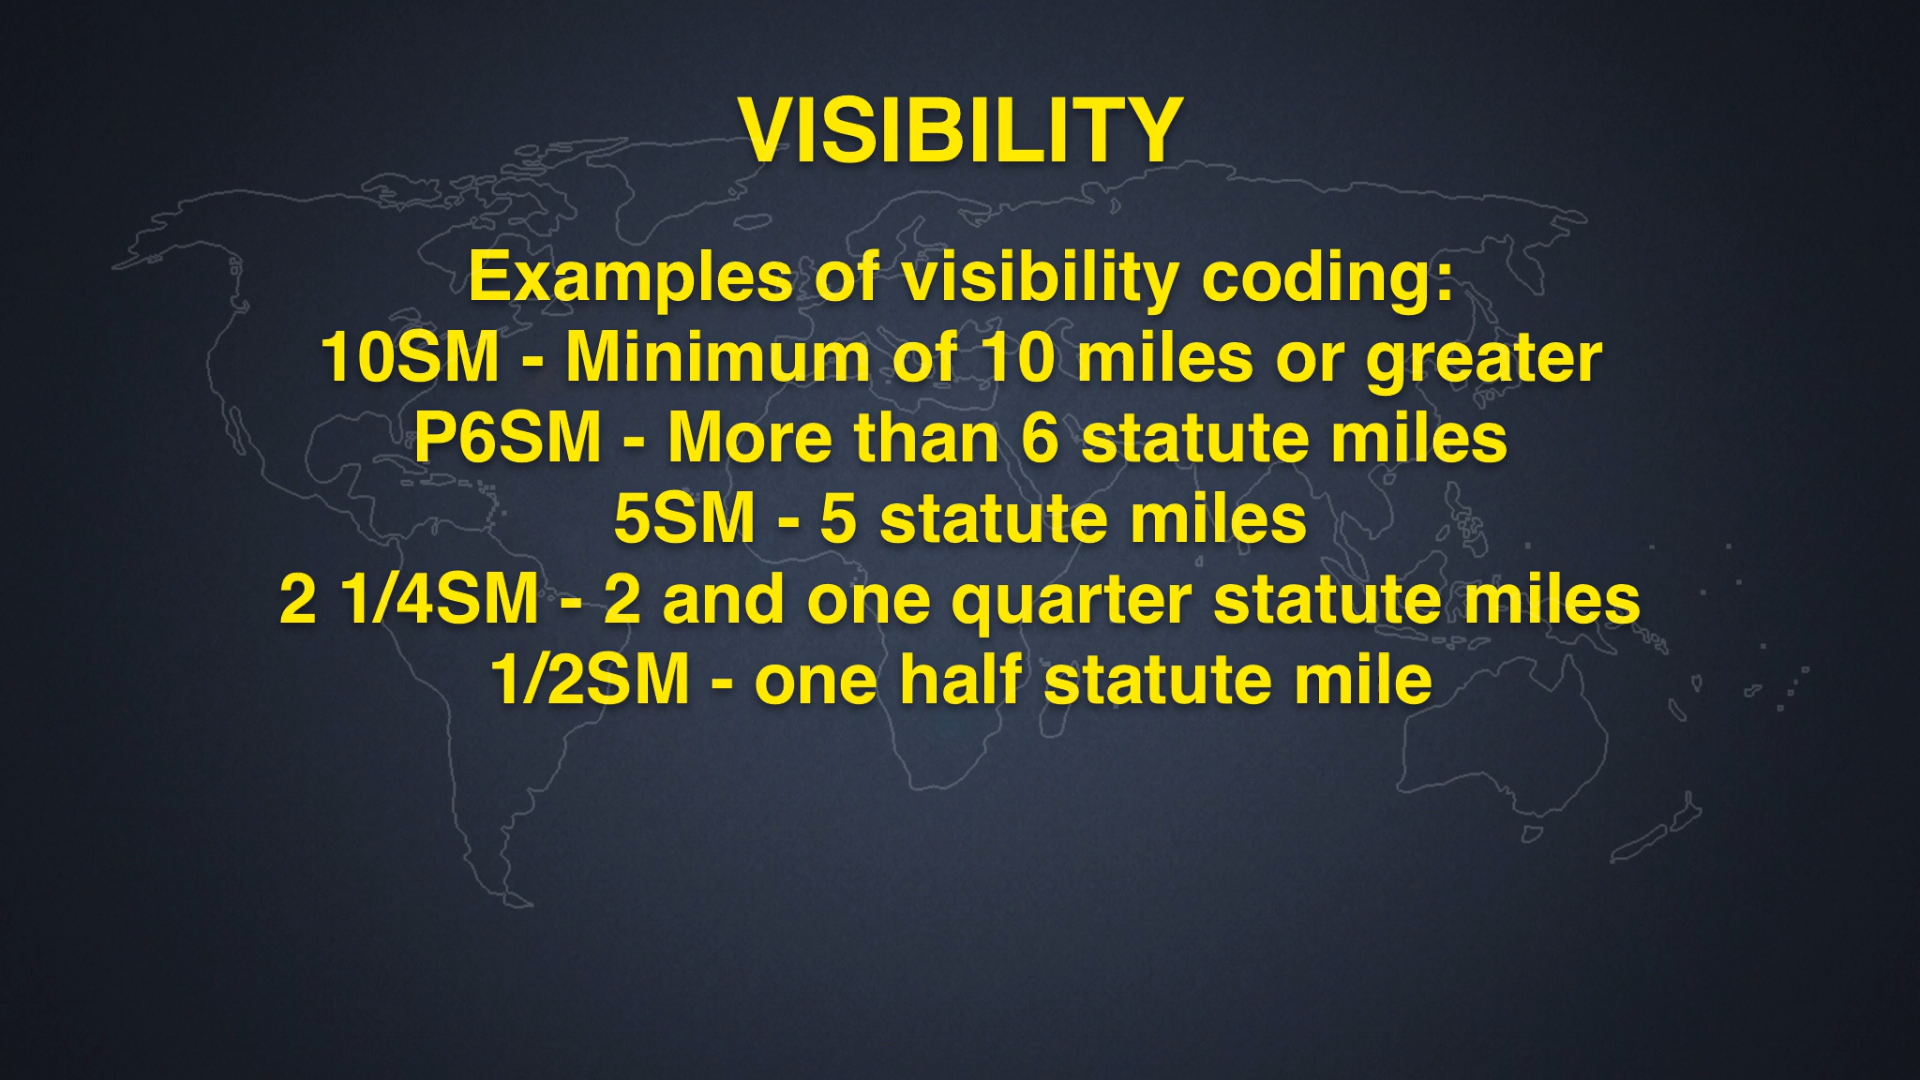 VISIBILITY
Examples of visibility coding:
10SM - Minimum of 10 miles or greater
P6SM - More than 6 statute miles
5SM - 5 statute miles
2 1/4SM - 2 and one quarter statute miles
1/2SM - one half statute mile